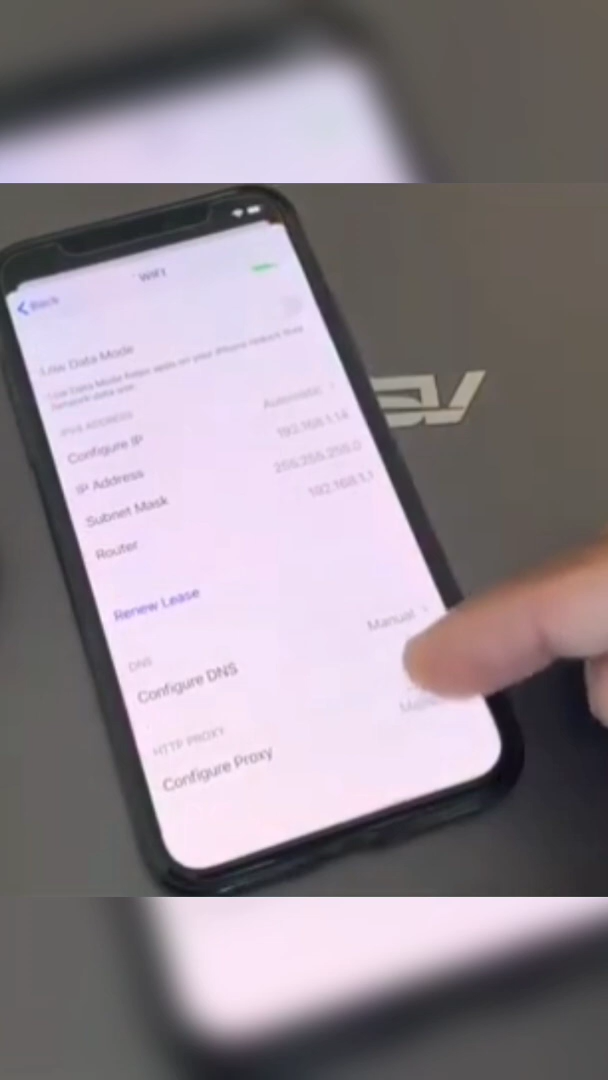 WiFi
Back
Low Data Mode
Low Data Mode helps apps on your iPhone reduce their
network data use.
IPV4 ADDRESS
Configure IP Automatic
IP Address 192.168.1.14
Subnet Mask 255.255.255.0
Router 192.168.1.1
Renew Lease
DNS
Configure DNS Manual
HTTP PROXY
Configure Proxy